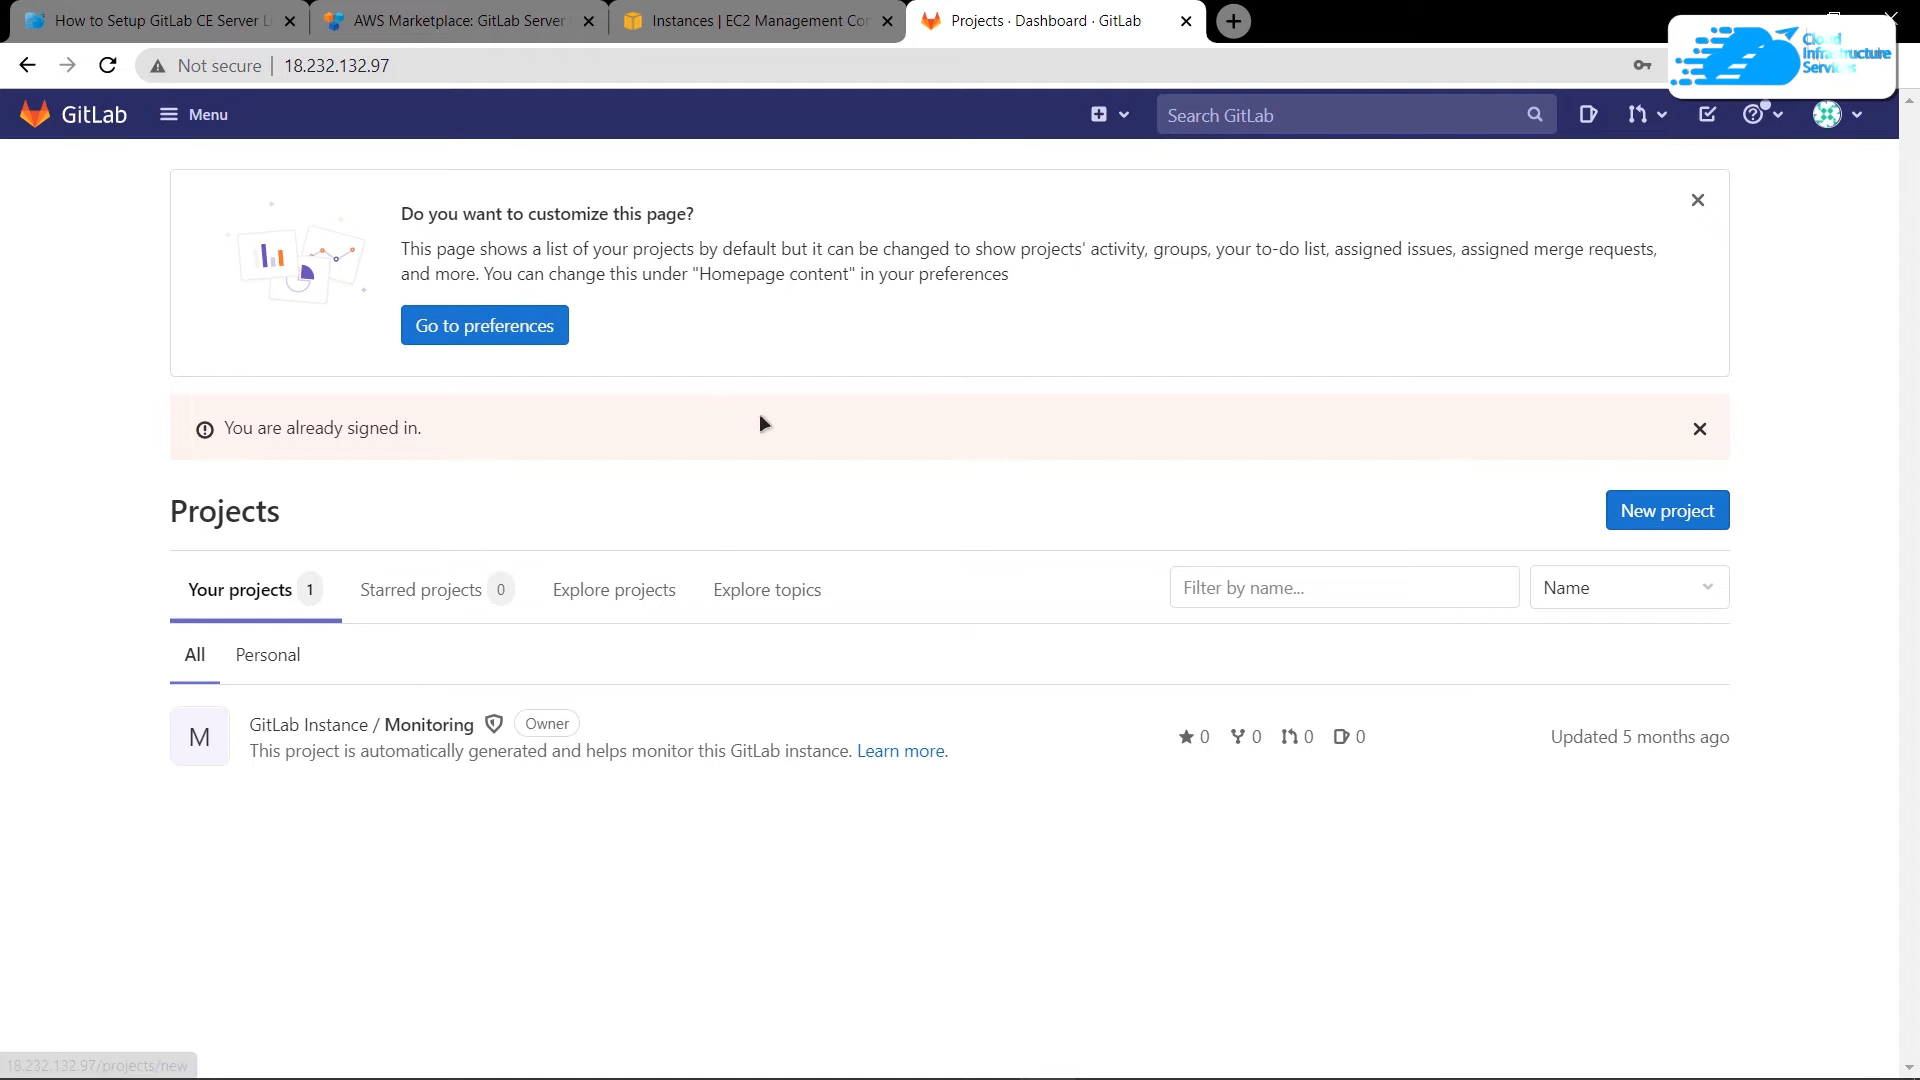 How to Setup GitLab CE Server Li
AWS Marketplace: GitLab Server
Instances | EC2 Management Con
Projects · Dashboard · GitLab
Not secure
18.232.132.97
Cloud
Infrastructure
Services
GitLab
Menu
Search GitLab
Do you want to customize this page?
This page shows a list of your projects by default but it can be changed to show projects' activity, groups, your to-do list, assigned issues, assigned merge requests,
and more. You can change this under "Homepage content" in your preferences
Go to preferences
You are already signed in.
Projects
New project
Your projects 1
Starred projects 0
Explore projects
Explore topics
Filter by name...
Name
All
Personal
M
GitLab Instance / Monitoring
Owner
This project is automatically generated and helps monitor this GitLab instance. Learn more.
0 0 0 0
Updated 5 months ago
18.232.132.97/projects/new